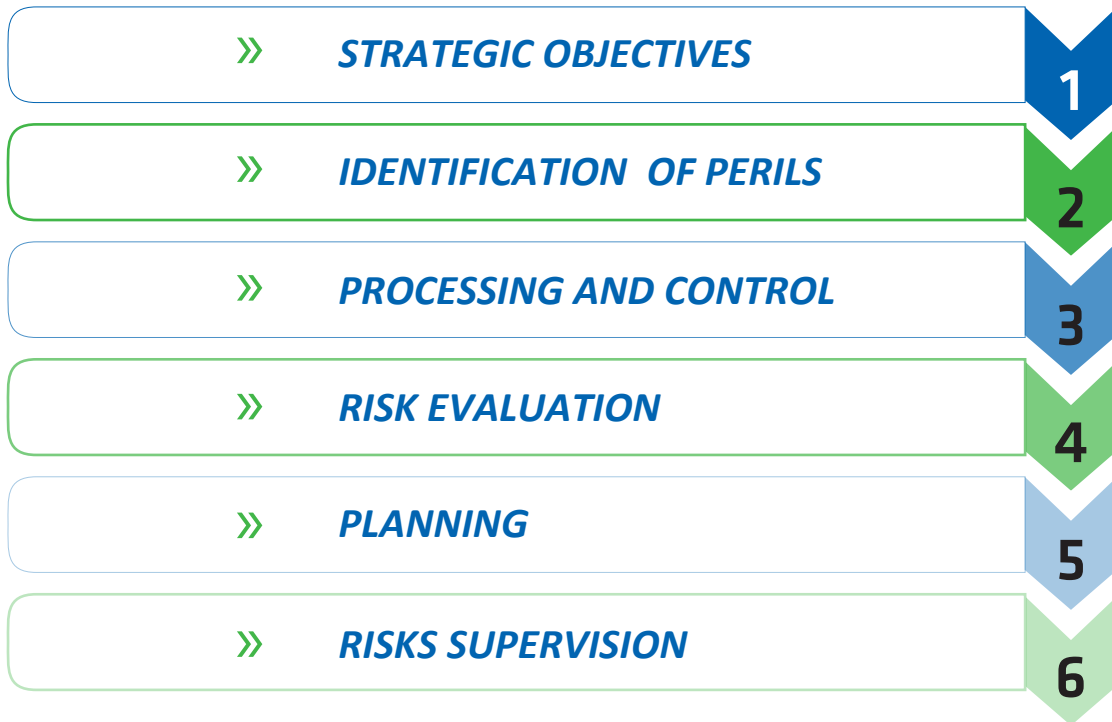 » STRATEGIC OBJECTIVES
1
» IDENTIFICATION OF PERILS
2
» PROCESSING AND CONTROL
3
» RISK EVALUATION
4
» PLANNING
5
» RISKS SUPERVISION
6